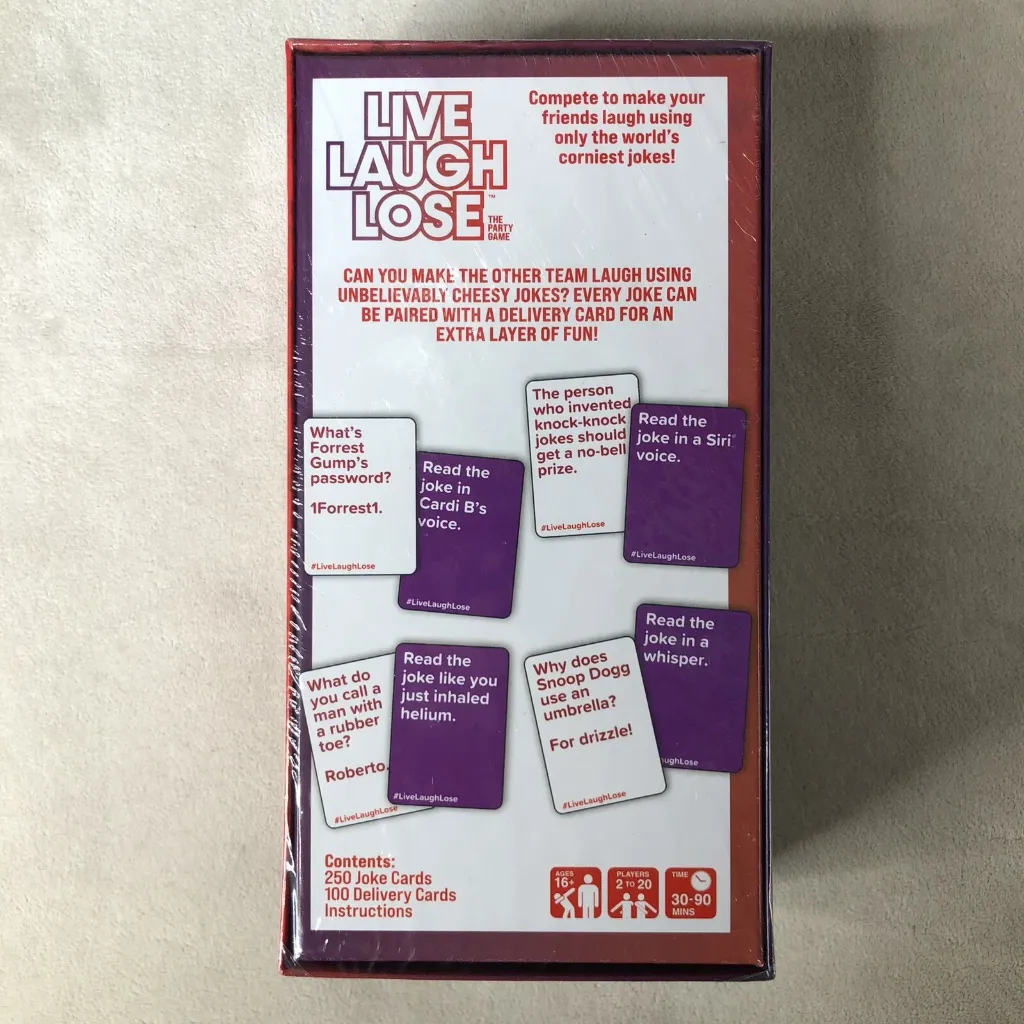 LIVE
LAUGH
LOSE™
THE
PARTY
GAME
Compete to make your
friends laugh using
only the world's
corniest jokes!
CAN YOU MAKE THE OTHER TEAM LAUGH USING
UNBELIEVABLY CHEESY JOKES? EVERY JOKE CAN
BE PAIRED WITH A DELIVERY CARD FOR AN
EXTRA LAYER OF FUN!
What's
Forrest
Gump's
password?
1Forrest1.
#LiveLaughLose
Read the
joke in
Cardi B's
voice.
#LiveLaughLose
The person
who invented
knock-knock
jokes should
get a no-bell
prize.
#LiveLaughLose
Read the
joke in a Siri®
voice.
#LiveLaughLose
What do
you call a
man with
a rubber
toe?
Roberto.
#LiveLaughLose
Read the
joke like you
just inhaled
helium.
#LiveLaughLose
Why does
Snoop Dogg
use an
umbrella?
For drizzle!
#LiveLaughLose
Read the
joke in a
whisper.
ughLose
Contents:
250 Joke Cards
100 Delivery Cards
Instructions
AGES
16+
PLAYERS
2 TO 20
TIME
30-90
MINS